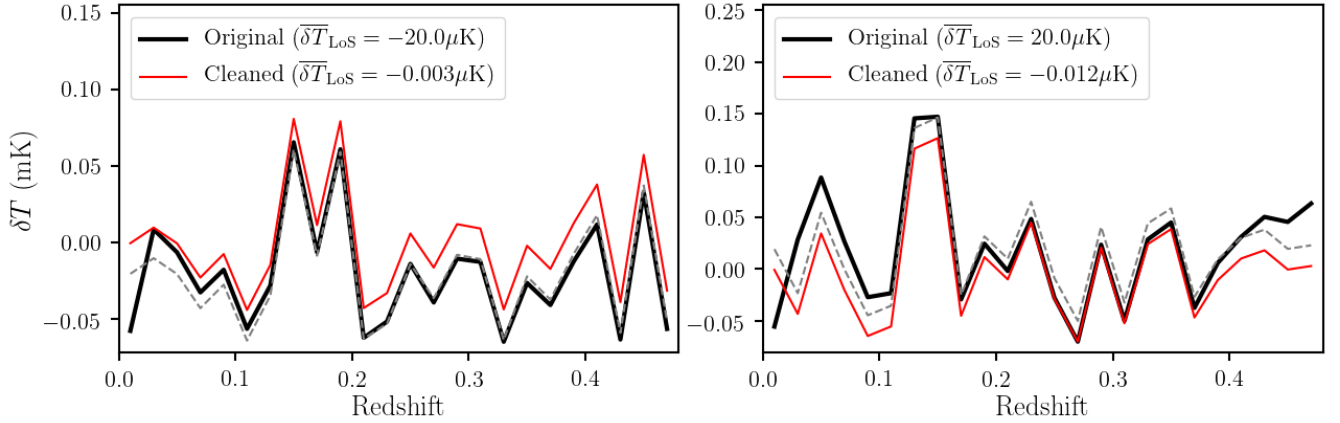 0.15
0.10
0.05
0.00
−0.05
δT (mK)
Original (δT̅_LoS = −20.0μK)
Cleaned (δT̅_LoS = −0.003μK)
0.0 0.1 0.2 0.3 0.4
Redshift
0.25
0.20
0.15
0.10
0.05
0.00
−0.05
Original (δT̅_LoS = 20.0μK)
Cleaned (δT̅_LoS = −0.012μK)
0.0 0.1 0.2 0.3 0.4
Redshift